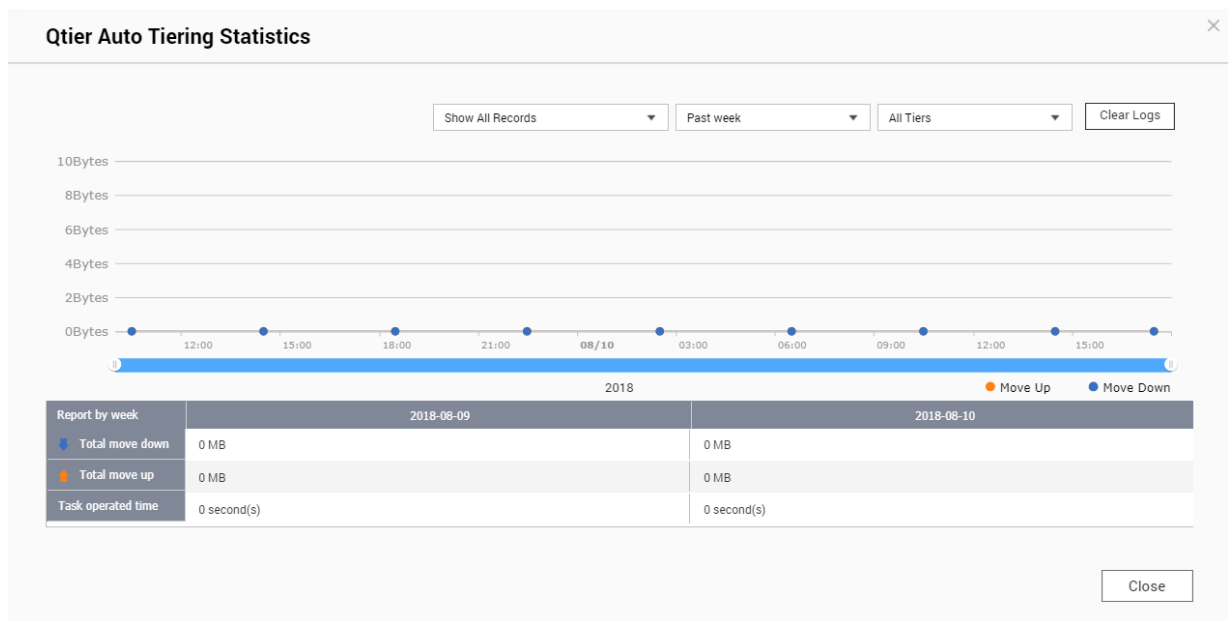 Qtier Auto Tiering Statistics
Show All Records Past week All Tiers Clear Logs
10Bytes
8Bytes
6Bytes
4Bytes
2Bytes
0Bytes
12:00 15:00 18:00 21:00 08/10 03:00 06:00 09:00 12:00 15:00
2018
Move Up Move Down
Report by week 2018-08-09 2018-08-10
Total move down 0 MB 0 MB
Total move up 0 MB 0 MB
Task operated time 0 second(s) 0 second(s)
Close